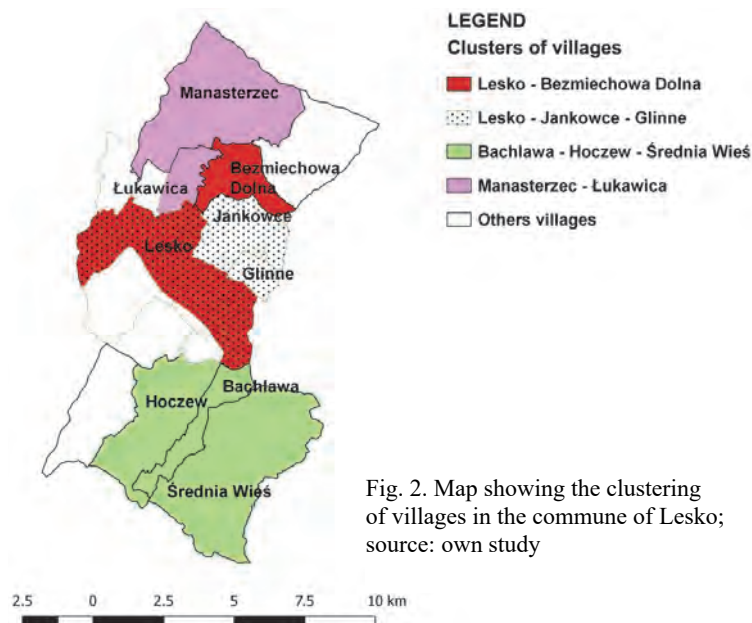 LEGEND
Clusters of villages
Lesko - Bezmiechowa Dolna
Lesko - Jankowce - Glinne
Bachlawa - Hoczew - Średnia Wieś
Manasterzec - Łukawica
Others villages
Manasterzec
Bezmiechowa
Dolna
Łukawica
Jankowce
Lesko
Glinne
Bachława
Hoczew
Średnia Wieś
Fig. 2. Map showing the clustering
of villages in the commune of Lesko;
source: own study
2.5 0 2.5 5 7.5 10 km